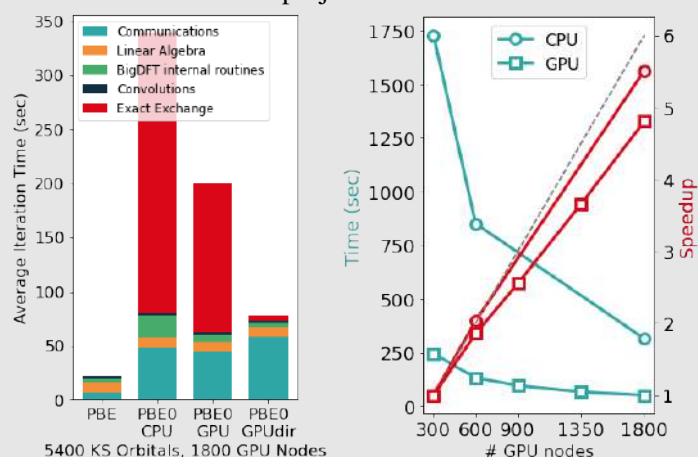 350
300
250
200
150
100
50
0
Average Iteration Time (sec)
Communications
Linear Algebra
BigDFT internal routines
Convolutions
Exact Exchange
PBE
PBE0
CPU
PBE0
GPU
PBE0
GPUdir
5400 KS Orbitals, 1800 GPU Nodes
1750
1500
1250
1000
750
500
250
0
Time (sec)
CPU
GPU
6
5
4
3
2
1
Speedup
300 600 900 1350 1800
# GPU nodes